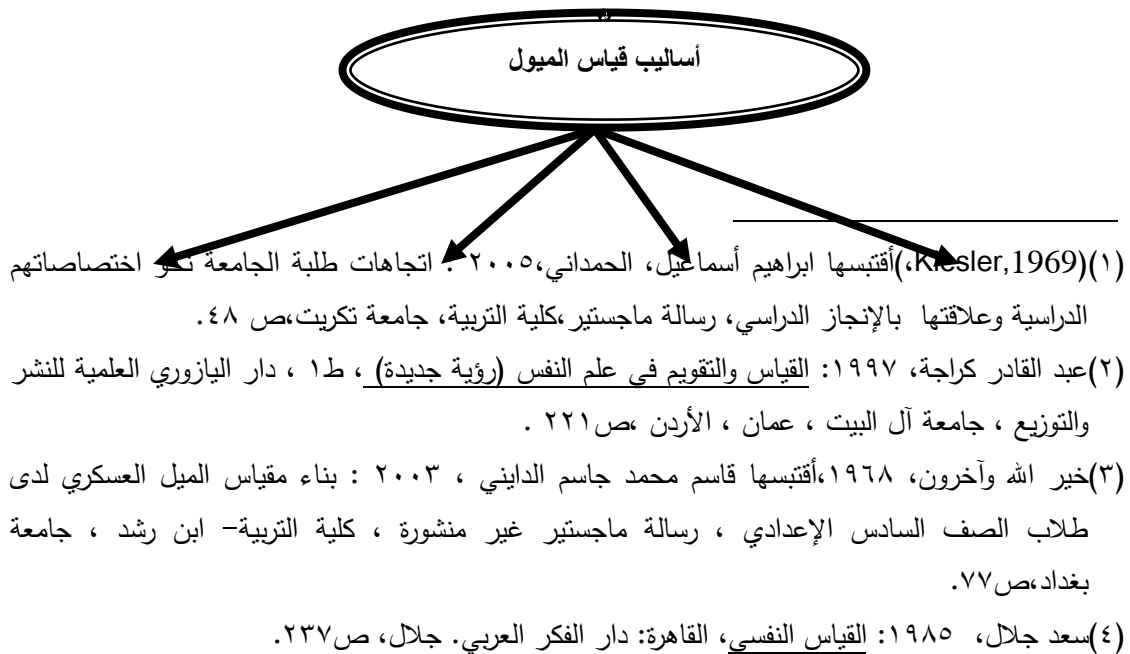 أساليب قياس الميول
(١)(Kiesler,1969،)أقتبسها ابراهيم أسماعيل، الحمداني،٢٠٠٥ : اتجاهات طلبة الجامعة نحو اختصاصاتهم
الدراسية وعلاقتها بالإنجاز الدراسي، رسالة ماجستير ،كلية التربية، جامعة تكريت،ص ٤٨.
(٢)عبد القادر كراجة، ١٩٩٧: القياس والتقويم في علم النفس (رؤية جديدة) ، ط١ ، دار اليازوري العلمية للنشر
والتوزيع ، جامعة آل البيت ، عمان ، الأردن ،ص٢٢١ .
(٣)خير الله وآخرون، ١٩٦٨،أقتبسها قاسم محمد جاسم الدايني ، ٢٠٠٣ : بناء مقياس الميل العسكري لدى
طلاب الصف السادس الإعدادي ، رسالة ماجستير غير منشورة ، كلية التربية– ابن رشد ، جامعة
بغداد،ص٧٧.
(٤)سعد جلال، ١٩٨٥: القياس النفسي، القاهرة: دار الفكر العربي. جلال، ص٢٣٧.